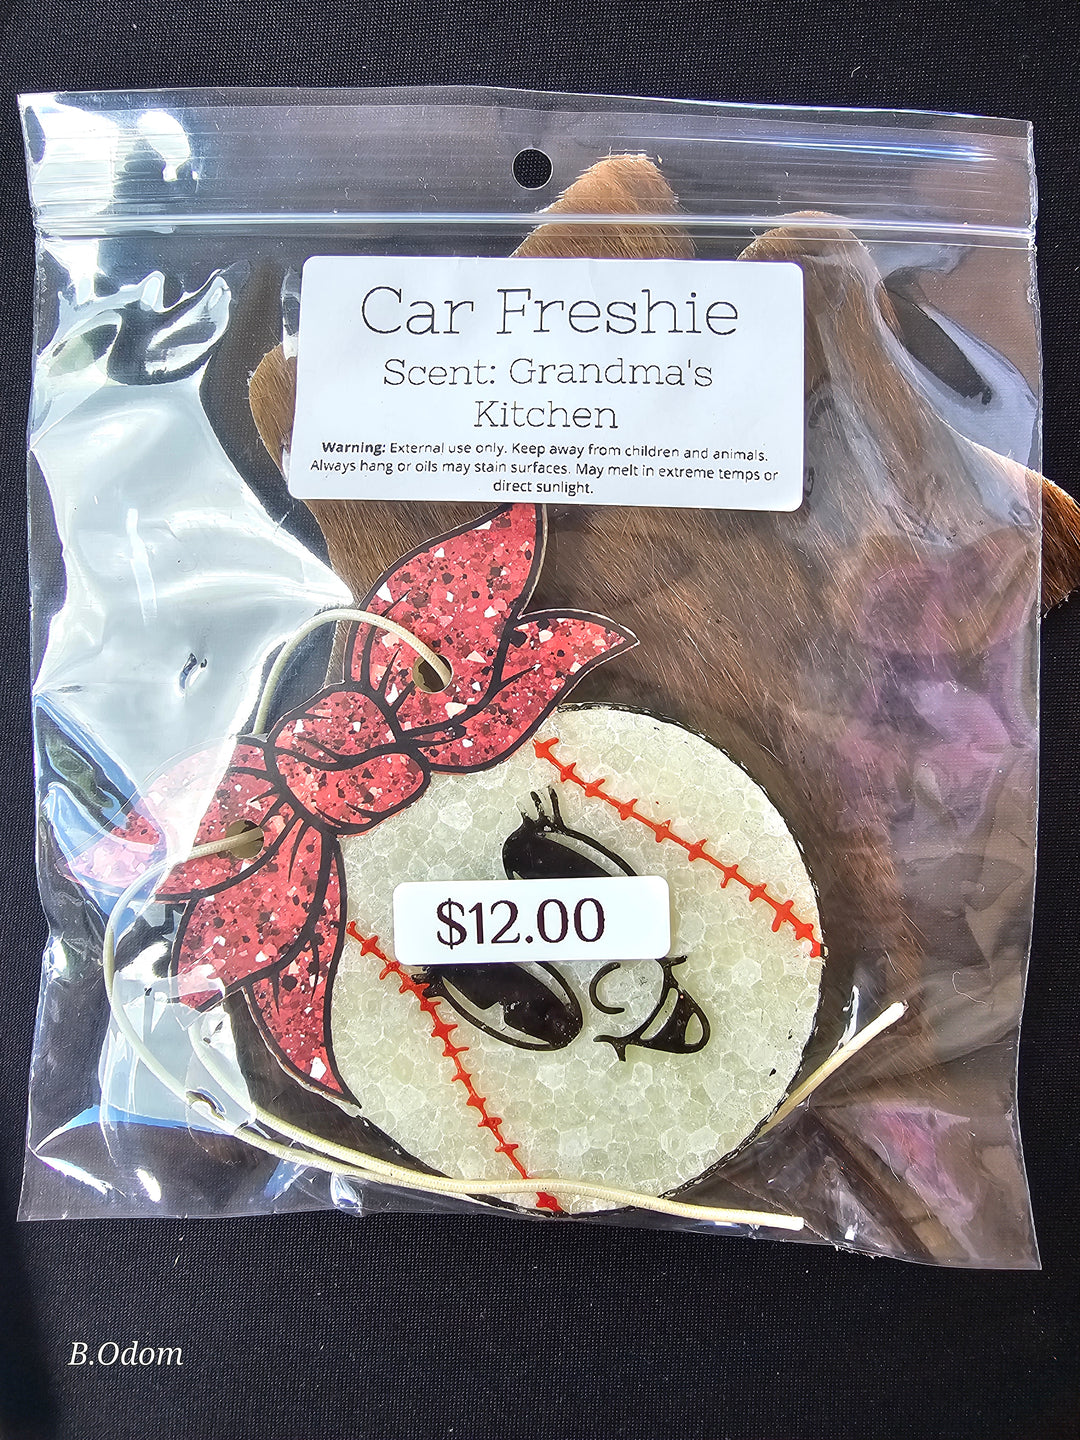 Car Freshie
Scent: Grandma's
Kitchen
Warning: External use only. Keep away from children and animals.
Always hang or oils may stain surfaces. May melt in extreme temps or
direct sunlight.
$12.00
B.Odom